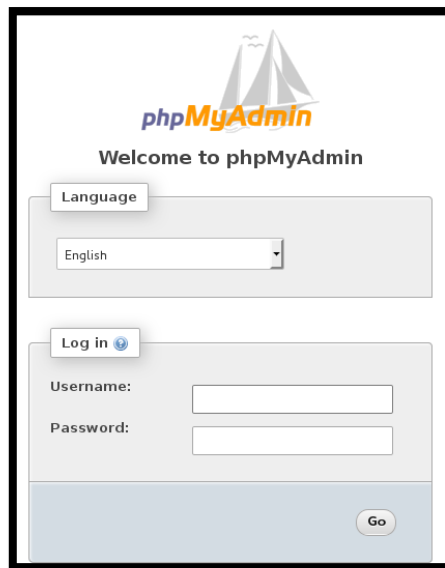 phpMyAdmin
Welcome to phpMyAdmin
Language
English
Log in
Username:
Password:
Go